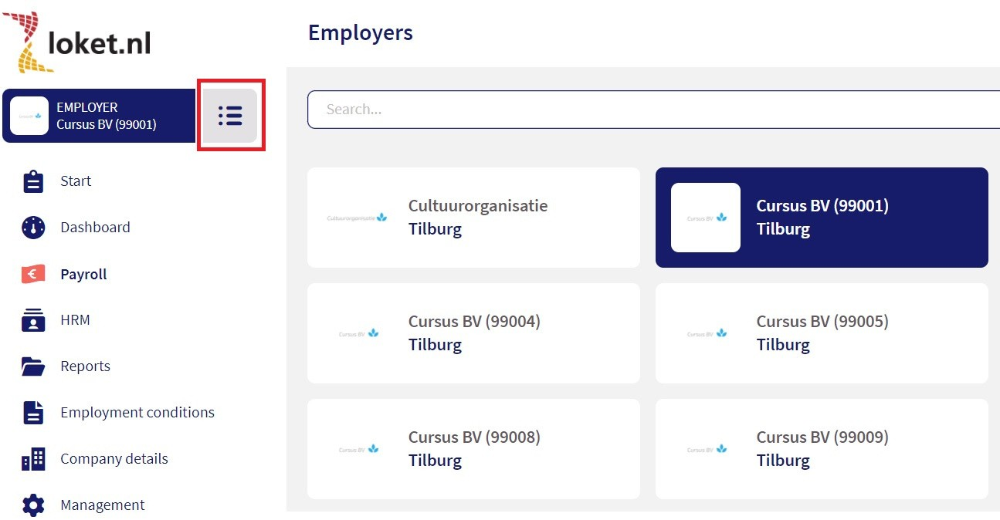 loket.nl
Employers
EMPLOYER
Cursus BV (99001)
Search...
Start
Dashboard
Payroll
HRM
Reports
Employment conditions
Company details
Management
Cultuurorganisatie
Cultuurorganisatie
Tilburg
Cursus BV
Cursus BV (99001)
Tilburg
Cursus BV
Cursus BV (99004)
Tilburg
Cursus BV
Cursus BV (99005)
Tilburg
Cursus BV
Cursus BV (99008)
Tilburg
Cursus BV
Cursus BV (99009)
Tilburg